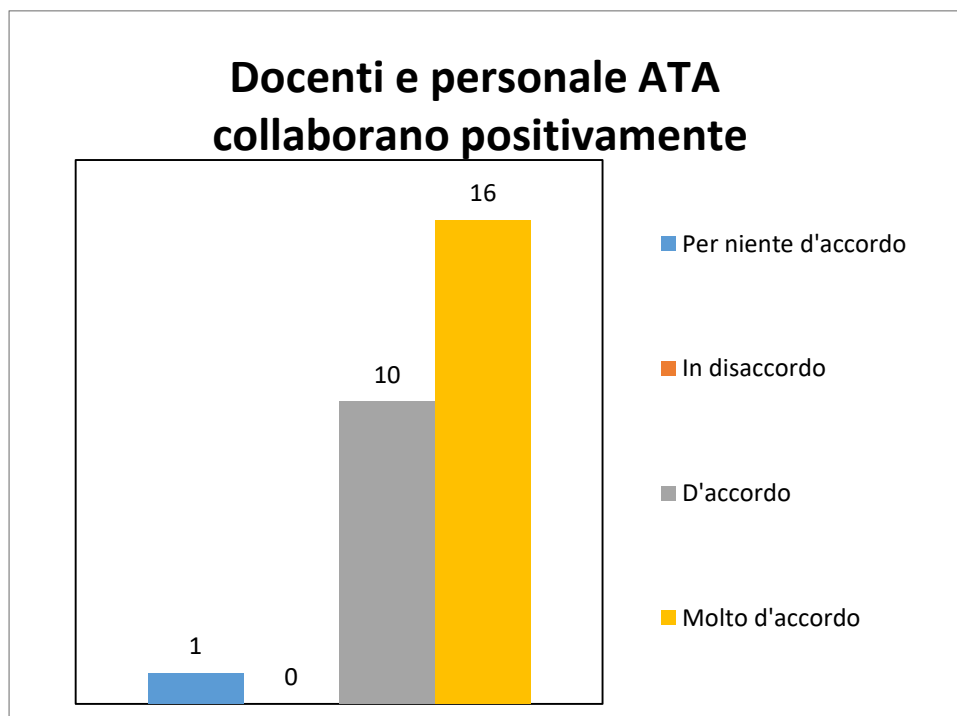 Docenti e personale ATA
collaborano positivamente
16
10
1
0
Per niente d'accordo
In disaccordo
D'accordo
Molto d'accordo